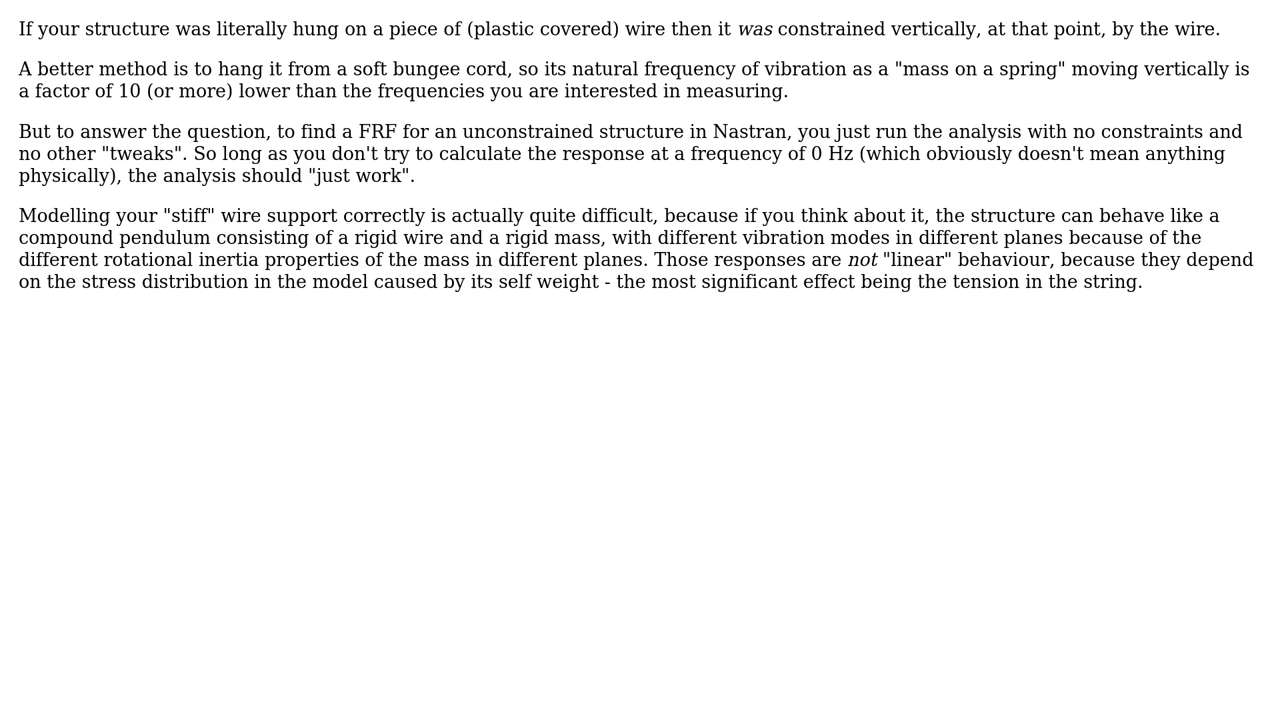 If your structure was literally hung on a piece of (plastic covered) wire then it was constrained vertically, at that point, by the wire.
A better method is to hang it from a soft bungee cord, so its natural frequency of vibration as a "mass on a spring" moving vertically is
a factor of 10 (or more) lower than the frequencies you are interested in measuring.
But to answer the question, to find a FRF for an unconstrained structure in Nastran, you just run the analysis with no constraints and
no other "tweaks". So long as you don't try to calculate the response at a frequency of 0 Hz (which obviously doesn't mean anything
physically), the analysis should "just work".
Modelling your "stiff" wire support correctly is actually quite difficult, because if you think about it, the structure can behave like a
compound pendulum consisting of a rigid wire and a rigid mass, with different vibration modes in different planes because of the
different rotational inertia properties of the mass in different planes. Those responses are not "linear" behaviour, because they depend
on the stress distribution in the model caused by its self weight - the most significant effect being the tension in the string.